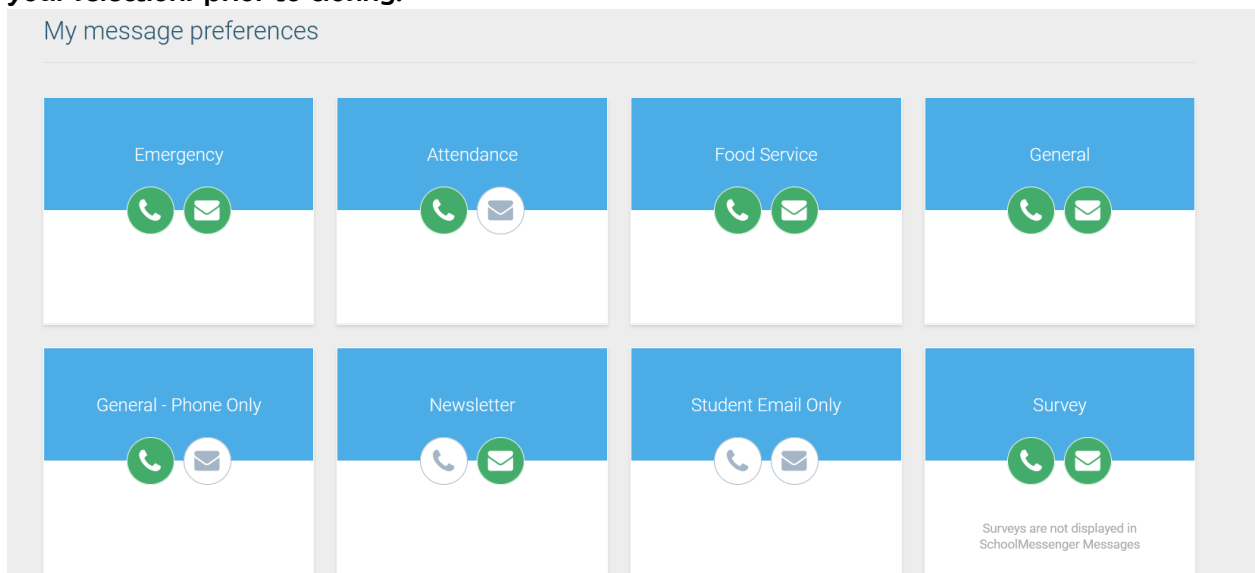 My message preferences
Emergency
Attendance
Food Service
General
General - Phone Only
Newsletter
Student Email Only
Survey
Surveys are not displayed in
SchoolMessenger Messages